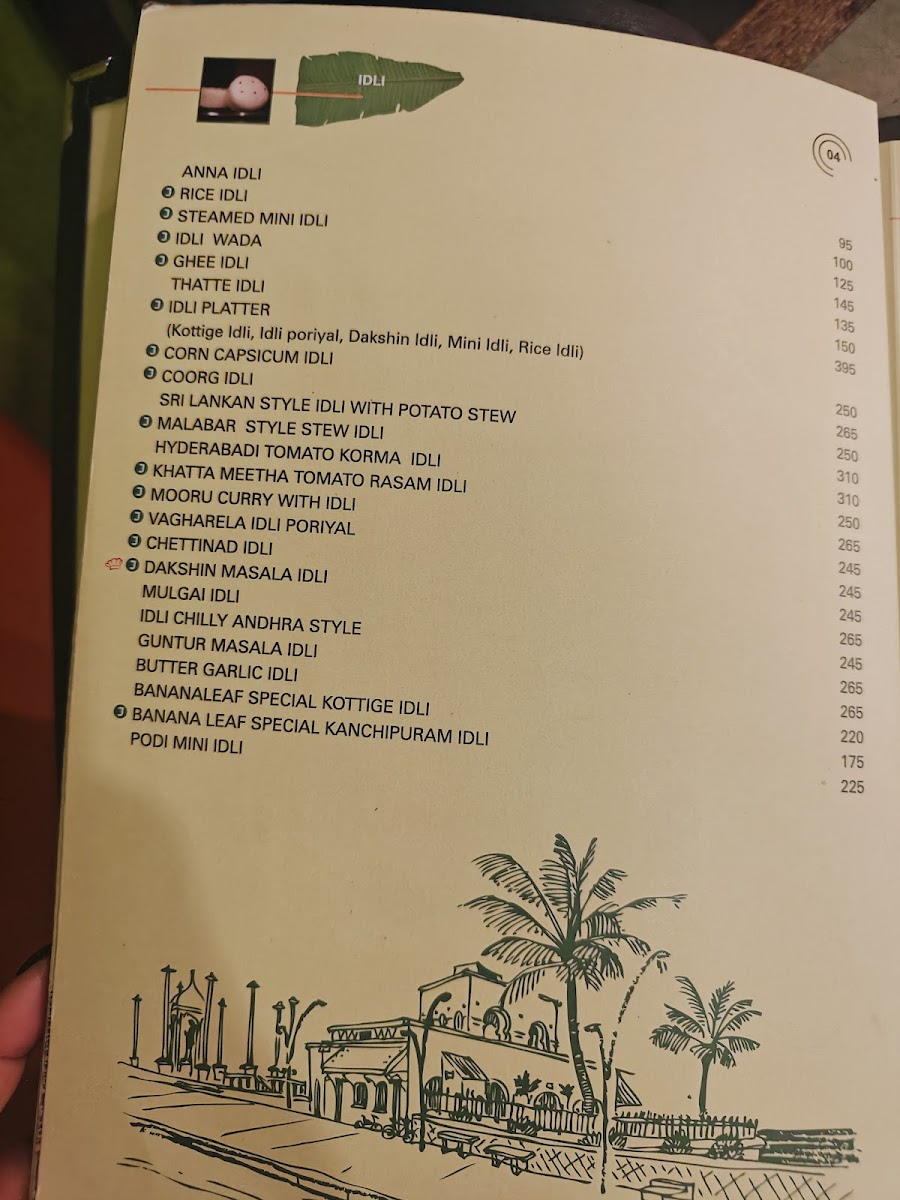 IDLI
04
ANNA IDLI 95
RICE IDLI 100
STEAMED MINI IDLI 125
IDLI WADA 145
GHEE IDLI 135
THATTE IDLI 150
IDLI PLATTER 395
(Kottige Idli, Idli poriyal, Dakshin Idli, Mini Idli, Rice Idli)
CORN CAPSICUM IDLI 250
COORG IDLI 265
SRI LANKAN STYLE IDLI WITH POTATO STEW 250
MALABAR STYLE STEW IDLI 310
HYDERABADI TOMATO KORMA IDLI 310
KHATTA MEETHA TOMATO RASAM IDLI 250
MOORU CURRY WITH IDLI 265
VAGHARELA IDLI PORIYAL 245
CHETTINAD IDLI 245
DAKSHIN MASALA IDLI 245
MULGAI IDLI 265
IDLI CHILLY ANDHRA STYLE 245
GUNTUR MASALA IDLI 265
BUTTER GARLIC IDLI 265
BANANALEAF SPECIAL KOTTIGE IDLI 220
BANANA LEAF SPECIAL KANCHIPURAM IDLI 175
PODI MINI IDLI 225